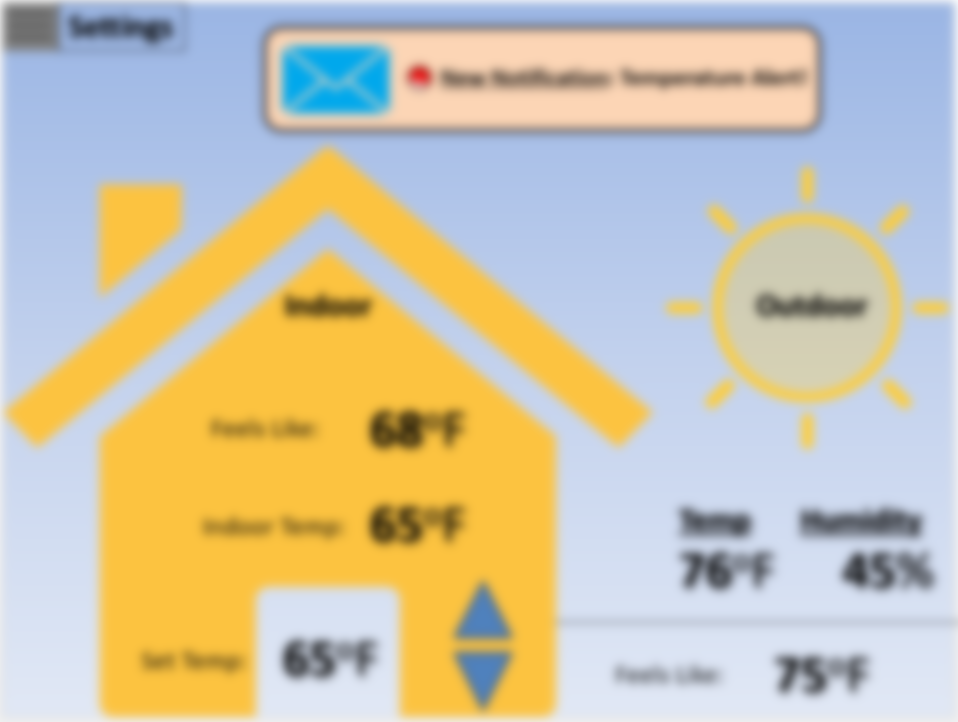 Settings
New Notification: Temperature Alert!
Indoor
Outdoor
Feels Like: 68°F
Indoor Temp: 65°F
Temp Humidity
76°F 45%
Set Temp: 65°F
Feels Like: 75°F